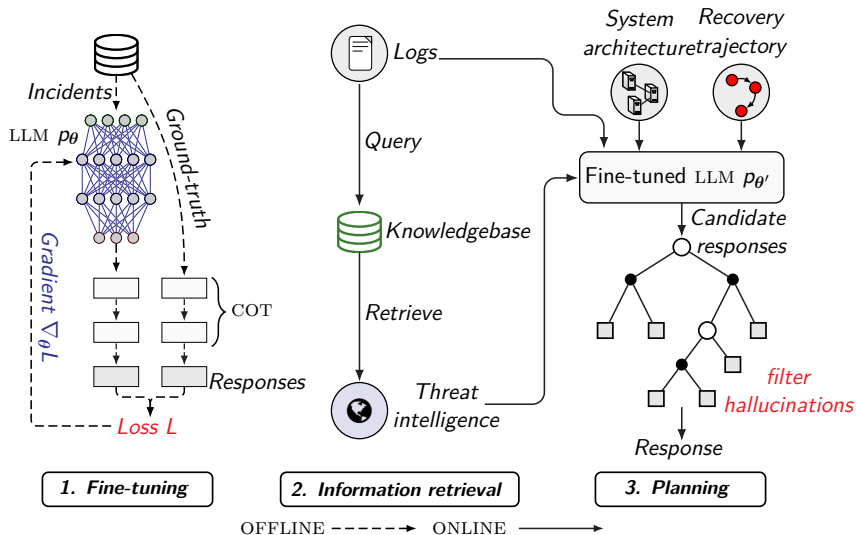 Incidents
LLM pθ
Ground-truth
Gradient ∇θL
COT
Responses
Loss L
1. Fine-tuning
Logs
Query
Knowledgebase
Retrieve
Threat
intelligence
2. Information retrieval
System
architecture
Recovery
trajectory
Fine-tuned LLM pθ′
Candidate
responses
filter
hallucinations
Response
3. Planning
OFFLINE
ONLINE